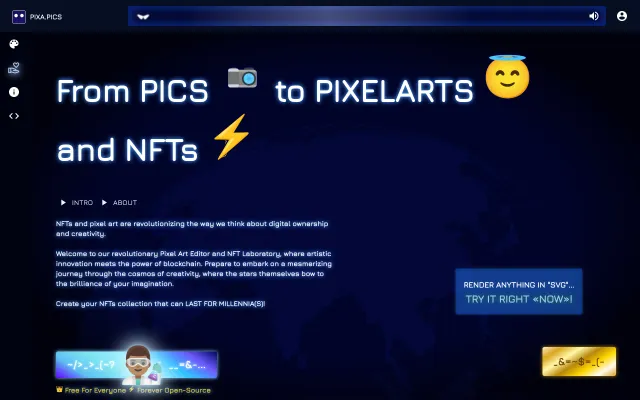 PIXA.PICS
From PICS 📷 to PIXELARTS 😇
and NFTs ⚡
▶ INTRO ▶ ABOUT
NFTs and pixel art are revolutionizing the way we think about digital ownership
and creativity.
Welcome to our revolutionary Pixel Art Editor and NFT Laboratory, where artistic
innovation meets the power of blockchain. Prepare to embark on a mesmerizing
journey through the cosmos of creativity, where the stars themselves bow to
the brilliance of your imagination.
Create your NFTs collection that can LAST FOR MILLENNIA(S)!
RENDER ANYTHING IN "SVG"...
TRY IT RIGHT «NOW»!
_&=~$=_(-
Free For Everyone ⚡ Forever Open-Source